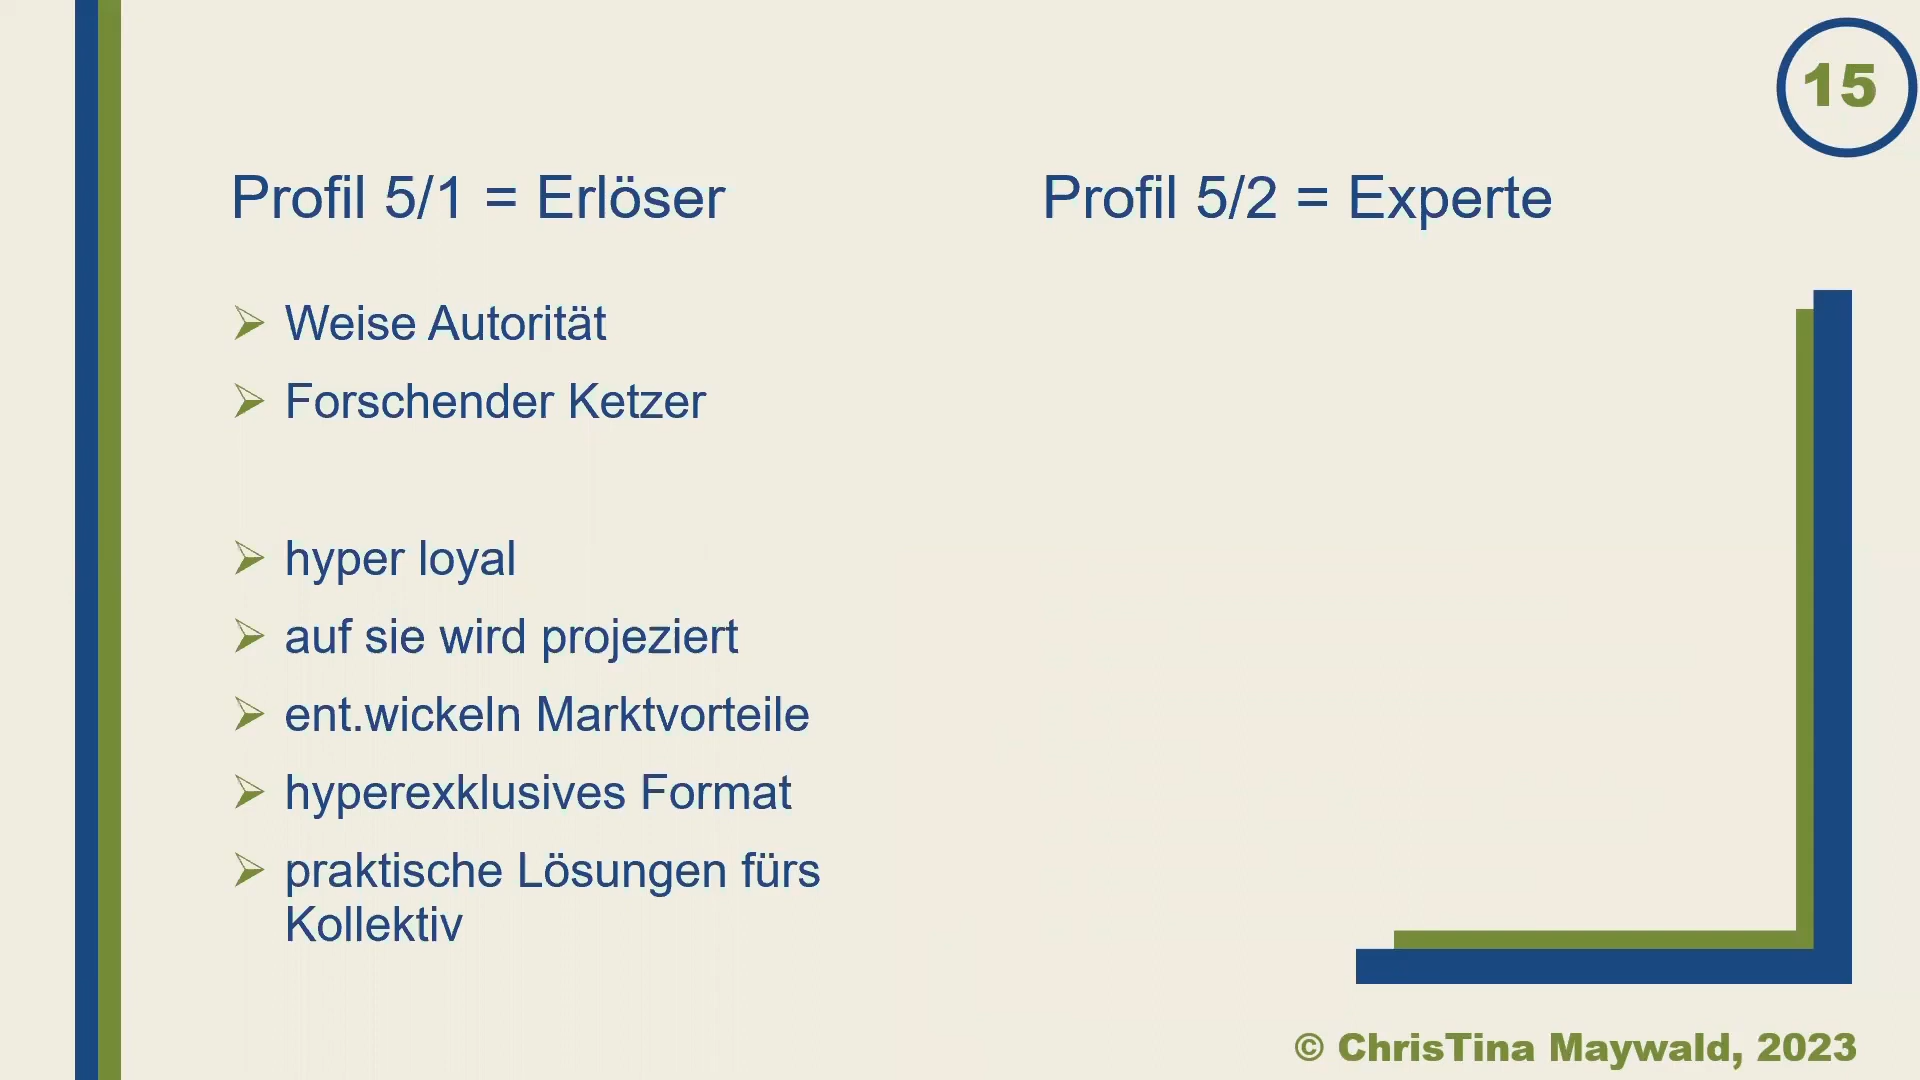 15
Profil 5/1 = Erlöser
Weise Autorität
Forschender Ketzer
hyper loyal
auf sie wird projeziert
ent.wickeln Marktvorteile
hyperexklusives Format
praktische Lösungen fürs
Kollektiv
Profil 5/2 = Experte
© ChrisTina Maywald, 2023